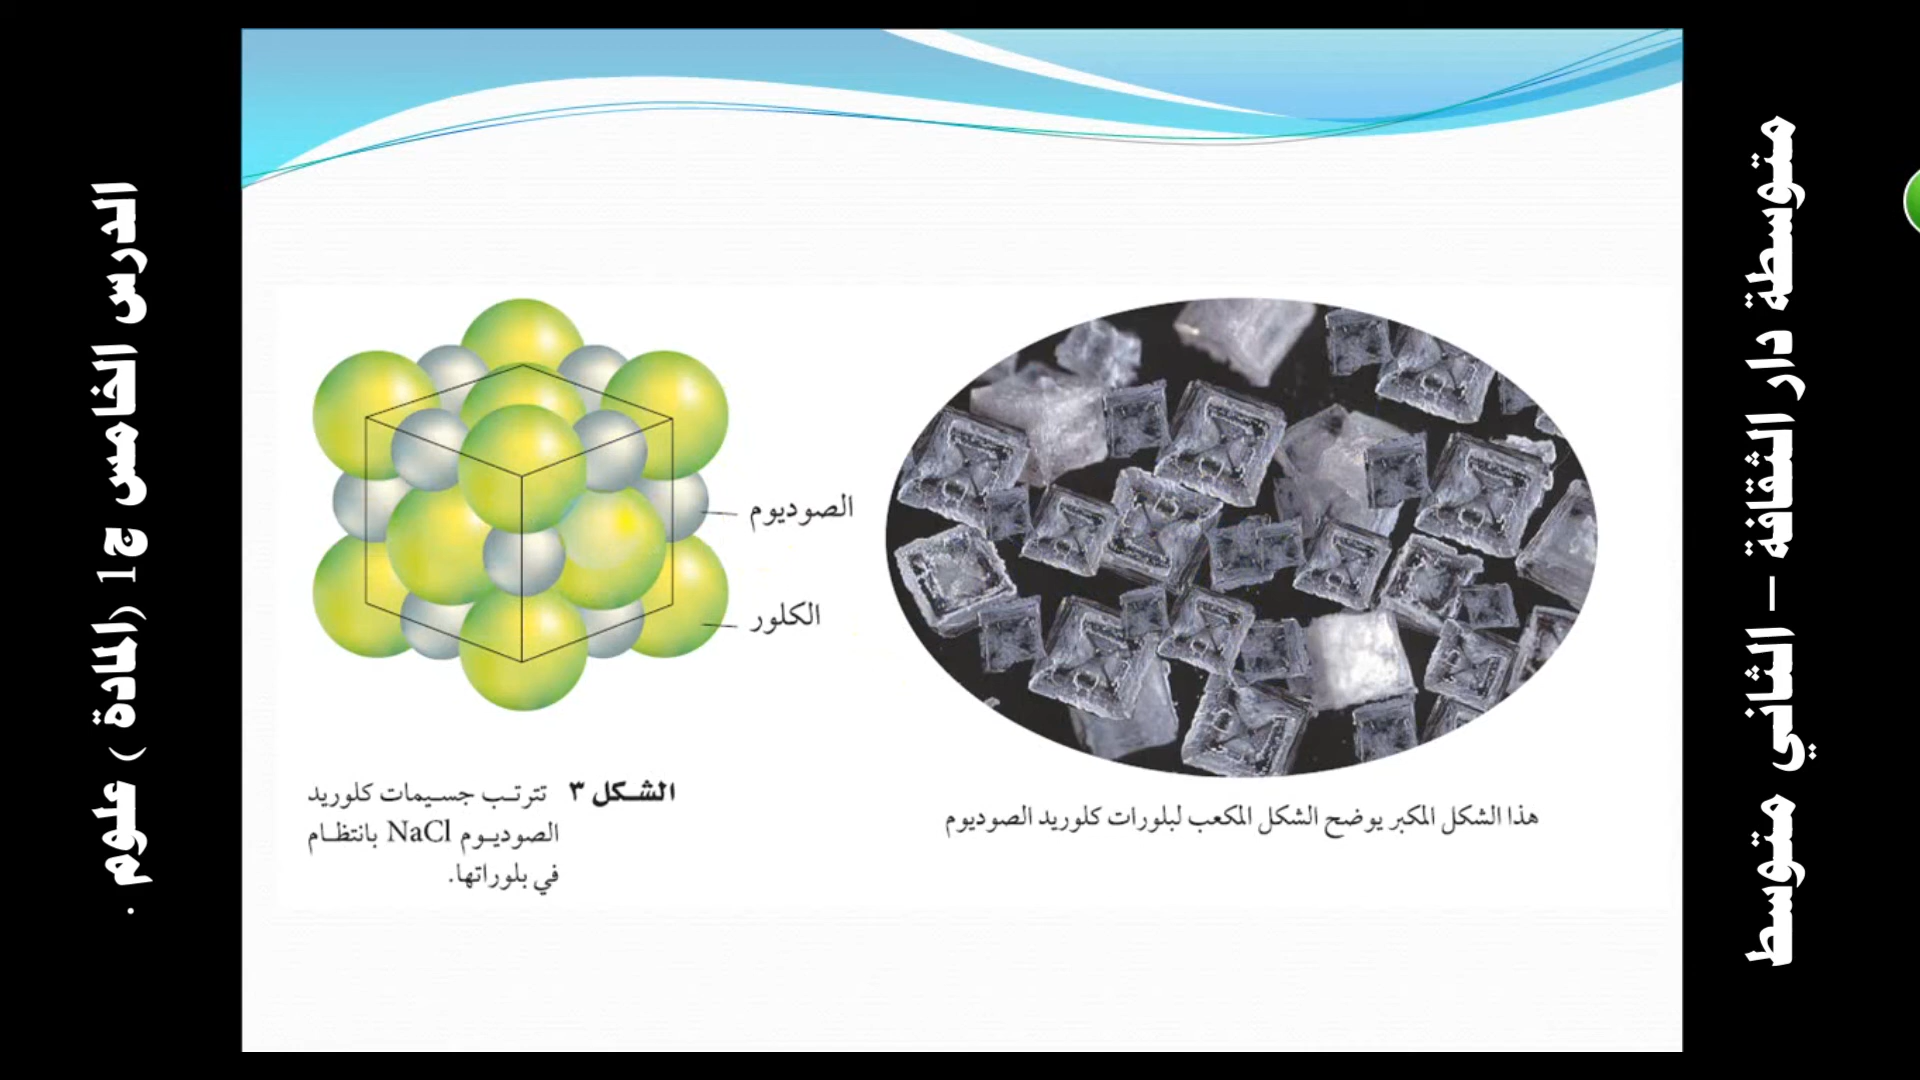 متوسطة دار الثقافة – الثاني متوسط
الصوديوم
الكلور
الشكل ٣ تترتب جسيمات كلوريد
الصوديوم NaCl بانتظام
في بلوراتها.
هذا الشكل المكبر يوضح الشكل المكعب لبلورات كلوريد الصوديوم
الدرس الخامس ج1 (المادة ) علوم .